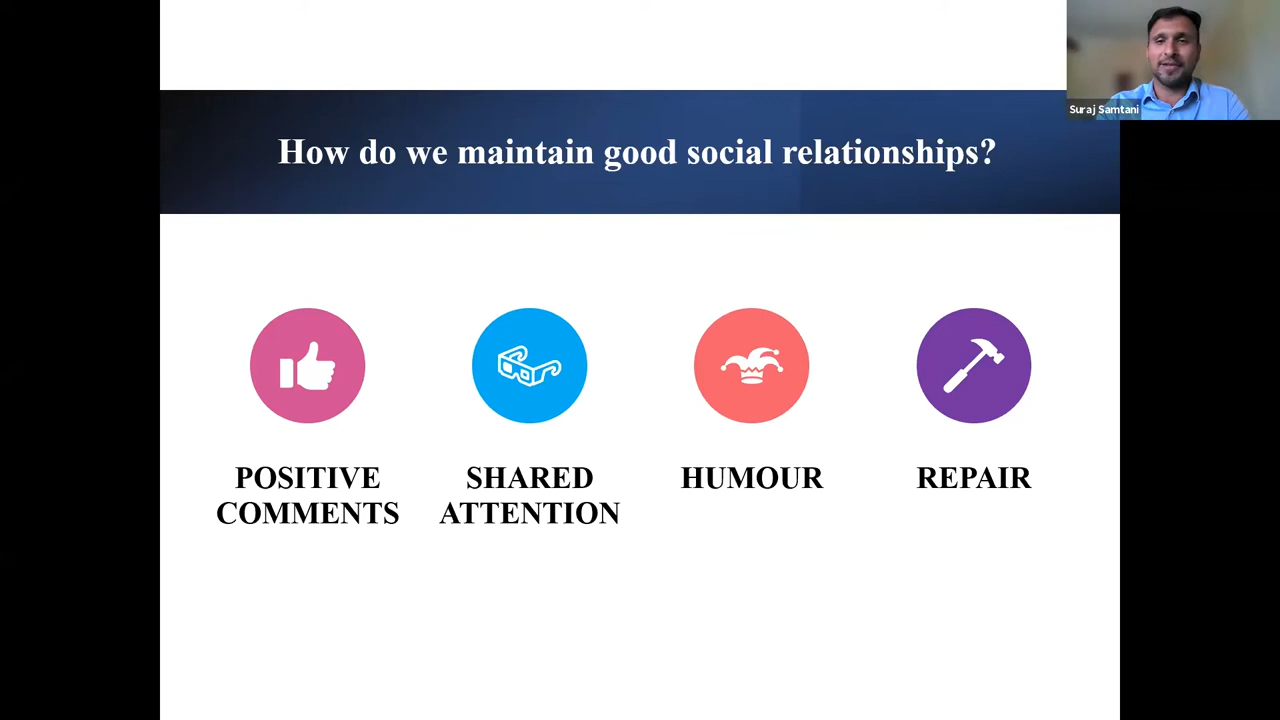 Suraj Samtani
How do we maintain good social relationships?
POSITIVE
COMMENTS
SHARED
ATTENTION
HUMOUR
REPAIR